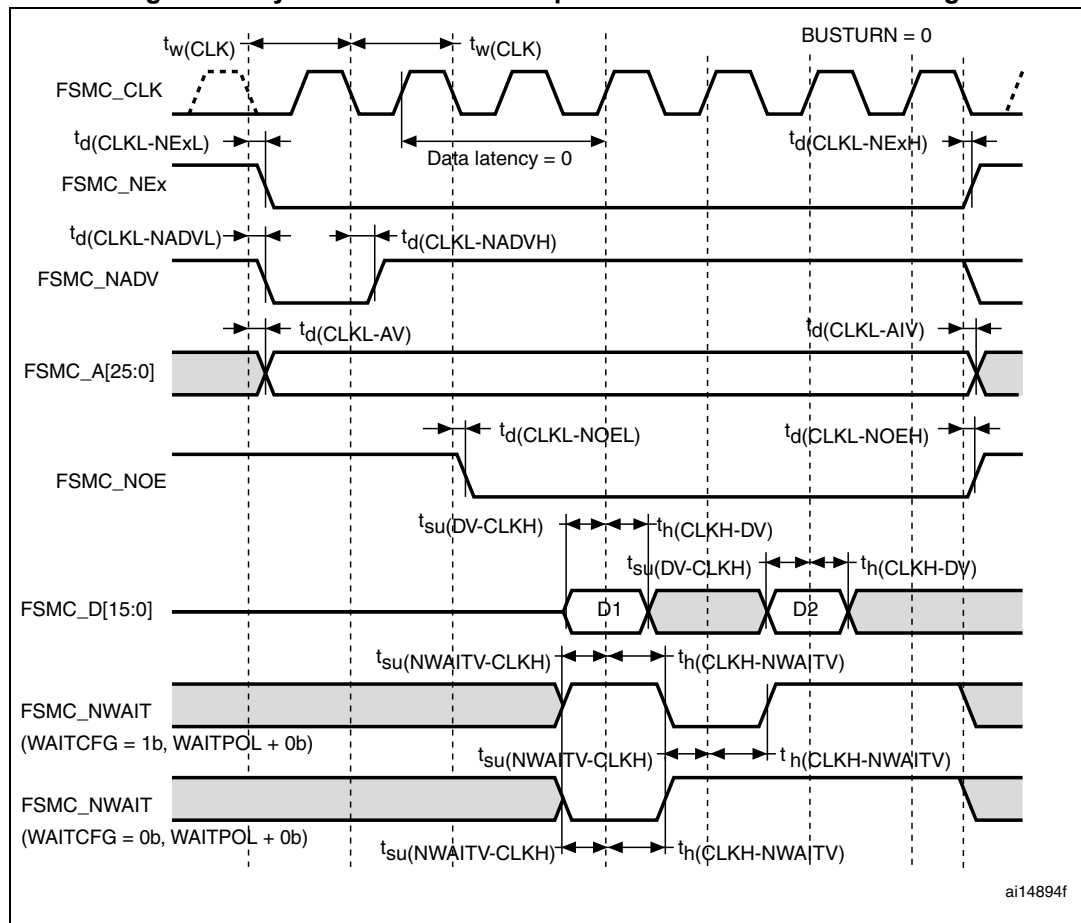 BUSTURN = 0
tw(CLK) tw(CLK)
FSMC_CLK
td(CLKL-NExL) Data latency = 0 td(CLKL-NExH)
FSMC_NEx
td(CLKL-NADVL) td(CLKL-NADVH)
FSMC_NADV
td(CLKL-AV) td(CLKL-AIV)
FSMC_A[25:0]
td(CLKL-NOEL) td(CLKL-NOEH)
FSMC_NOE
tsu(DV-CLKH) th(CLKH-DV)
tsu(DV-CLKH) th(CLKH-DV)
FSMC_D[15:0] D1 D2
tsu(NWAITV-CLKH) th(CLKH-NWAITV)
FSMC_NWAIT
(WAITCFG = 1b, WAITPOL + 0b)
tsu(NWAITV-CLKH) th(CLKH-NWAITV)
FSMC_NWAIT
(WAITCFG = 0b, WAITPOL + 0b)
tsu(NWAITV-CLKH) th(CLKH-NWAITV)
ai14894f